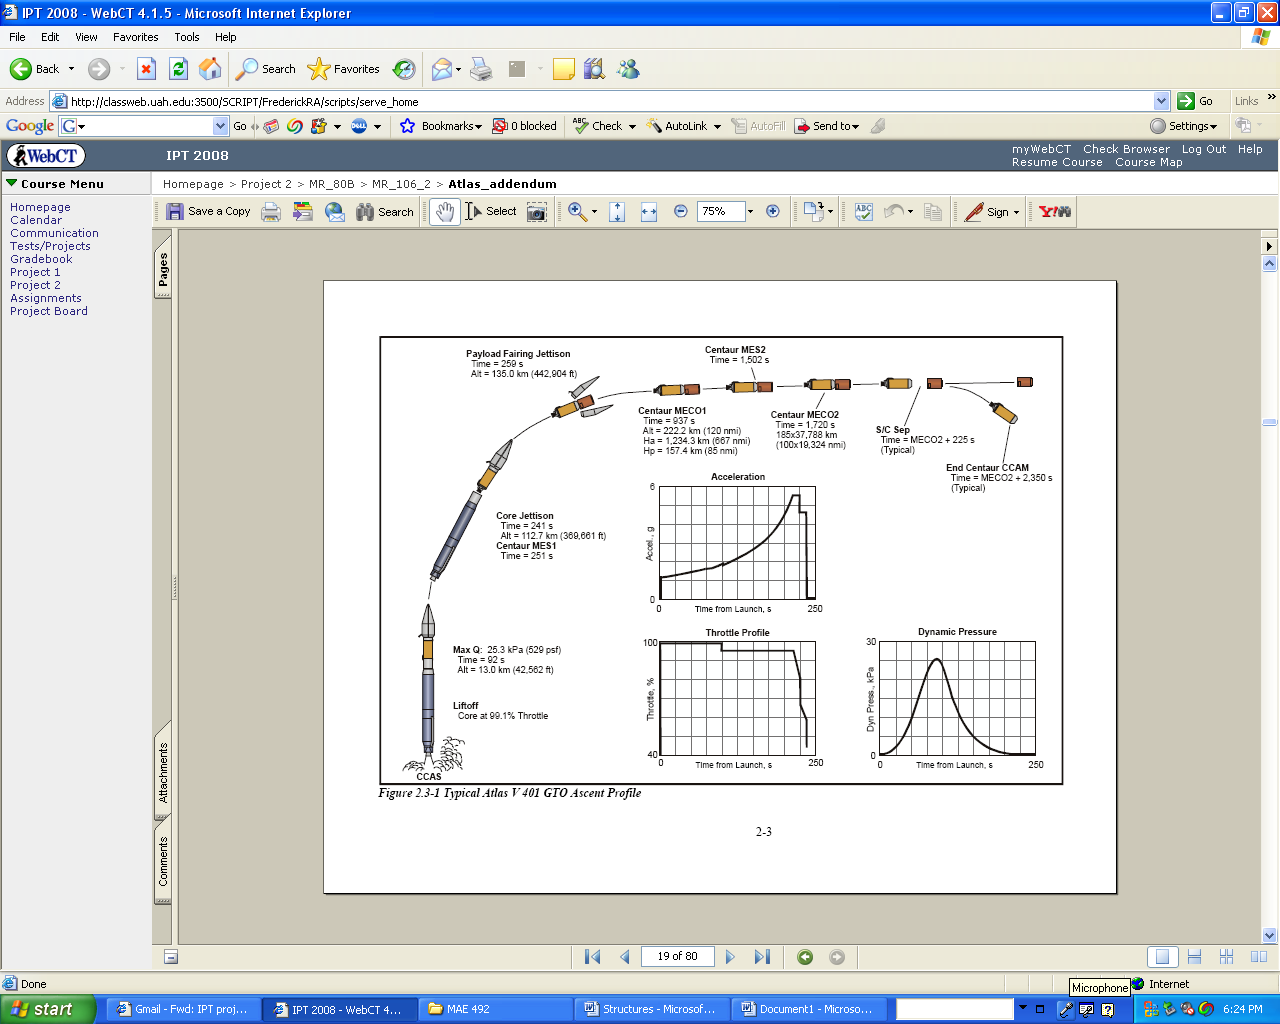 IPT 2008 - WebCT 4.1.5 - Microsoft Internet Explorer
File Edit View Favorites Tools Help
Back Search Favorites
Address http://classweb.uah.edu:3500/SCRIPT/FrederickRA/scripts/serve_home Go Links »
Google G Go Bookmarks 0 blocked ABC Check AutoLink AutoFill Send to Settings
WebCT IPT 2008 myWebCT Check Browser Log Out Help
Resume Course Course Map
Course Menu
Homepage > Project 2 > MR_80B > MR_106_2 > Atlas_addendum
Homepage
Calendar
Communication
Tests/Projects
Gradebook
Project 1
Project 2
Assignments
Project Board
Save a Copy Search Select 75% ABC Sign Y!
Pages
Attachments
Comments
Payload Fairing Jettison
Time = 259 s
Alt = 135.0 km (442,904 ft)
Centaur MES2
Time = 1,502 s
Centaur MECO1
Time = 937 s
Alt = 222.2 km (120 nmi)
Ha = 1,234.3 km (667 nmi)
Hp = 157.4 km (85 nmi)
Centaur MECO2
Time = 1,720 s
185x37,788 km
(100x19,324 nmi)
S/C Sep
Time = MECO2 + 225 s
(Typical)
End Centaur CCAM
Time = MECO2 + 2,350 s
(Typical)
Core Jettison
Time = 241 s
Alt = 112.7 km (369,661 ft)
Centaur MES1
Time = 251 s
Acceleration
6
Accel., g
0
0 Time from Launch, s 250
Max Q: 25.3 kPa (529 psf)
Time = 92 s
Alt = 13.0 km (42,562 ft)
Liftoff
Core at 99.1% Throttle
CCAS
Throttle Profile
100
Throttle, %
40
0 Time from Launch, s 250
Dynamic Pressure
30
Dyn Press., kPa
0
0 Time from Launch, s 250
Figure 2.3-1 Typical Atlas V 401 GTO Ascent Profile
2-3
19 of 80
Done Microphone Internet
start Gmail - Fwd: IPT proj... IPT 2008 - WebCT 4... MAE 492 Structures - Microsof... Document1 - Microso... 6:24 PM